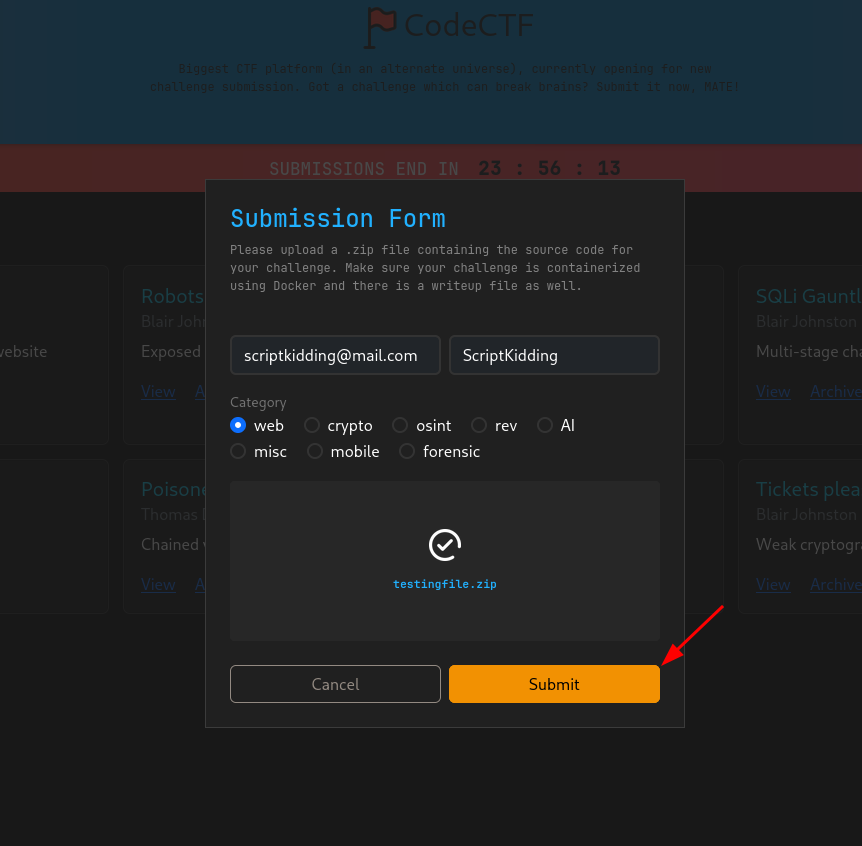 CodeCTF
Biggest CTF platform (in an alternate universe), currently opening for new
challenge submission. Got a challenge which can break brains? Submit it now, MATE!
SUBMISSIONS END IN 23 : 56 : 13
Submission Form
Please upload a .zip file containing the source code for
your challenge. Make sure your challenge is containerized
using Docker and there is a writeup file as well.
scriptkidding@mail.com ScriptKidding
Category
web crypto osint rev AI
misc mobile forensic
testingfile.zip
Cancel Submit
website
Robots
Blair John
Exposed
View A
SQLi Gauntl
Blair Johnston
Multi-stage cha
View Archive
Poisone
Thomas
Chained
View A
Tickets plea
Blair Johnston
Weak cryptogra
View Archive